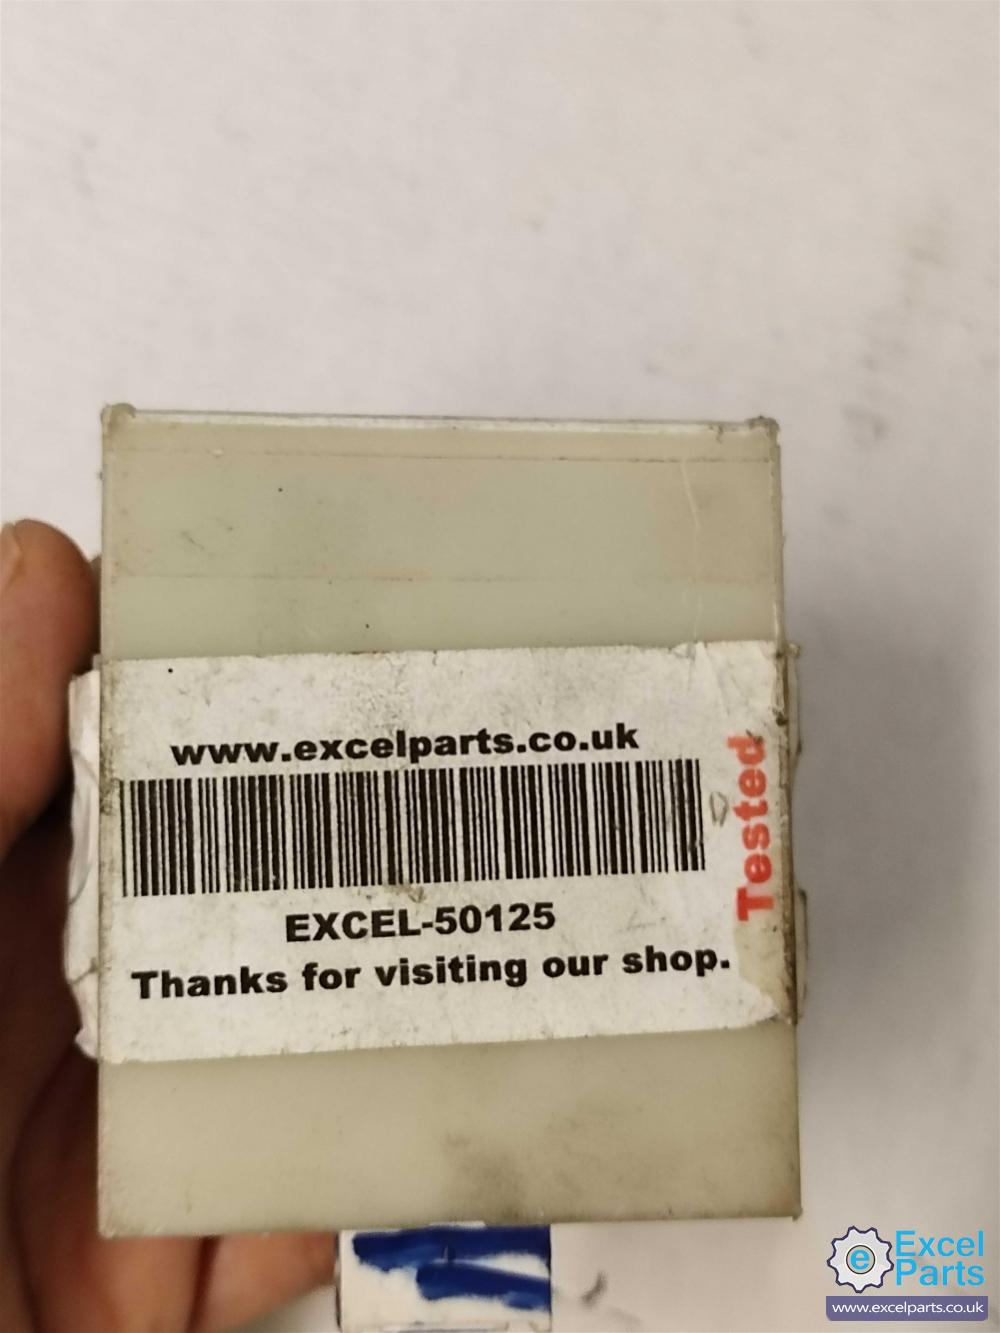 www.excelparts.co.uk
Tested
EXCEL-50125
Thanks for visiting our shop.
e Excel
Parts
www.excelparts.co.uk